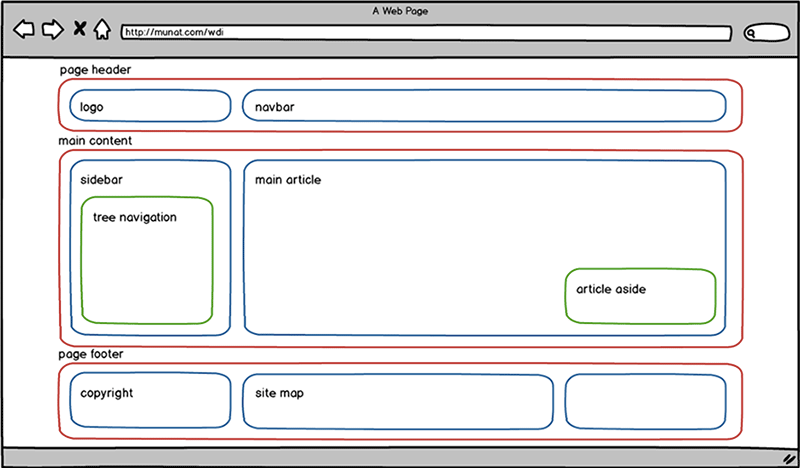 A Web Page
http://munat.com/wdi
page header
logo
navbar
main content
sidebar
main article
tree navigation
article aside
page footer
copyright
site map